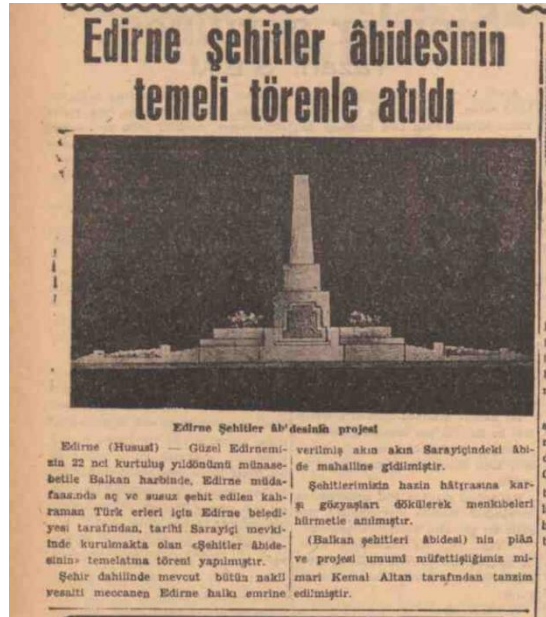 Edirne şehitler âbidesinin
temeli törenle atıldı
Edirne Şehitler âb'desinin projesi
Edirne (Hususî) — Güzel Edirnemi-
zin 22 nci kurtuluş yıldönümü münase-
betile Balkan harbinde, Edirne müda-
faasında aç ve susuz şehit edilen kah-
raman Türk erleri için Edirne beledi-
yesi tarafından, tarihî Sarayiçi mevki-
inde kurulmakta olan «Şehitler âbide-
sinin» temelatma töreni yapılmıştır.
Şehir dahilinde mevcut bütün nakil
vesaiti meccanen Edirne halkı emrine
verilmiş akın akın Sarayiçindeki âbi-
de mahalline gidilmiştir.
Şehitlerimizin hazin hâtırasına kar-
şı gözyaşları dökülerek menkıbeleri
hürmetle anılmıştır.
(Balkan şehitleri âbidesi) nin plân
ve projesi umumî müfettişliğimiz mi-
mari Kemal Altan tarafından tanzim
edilmiştir.